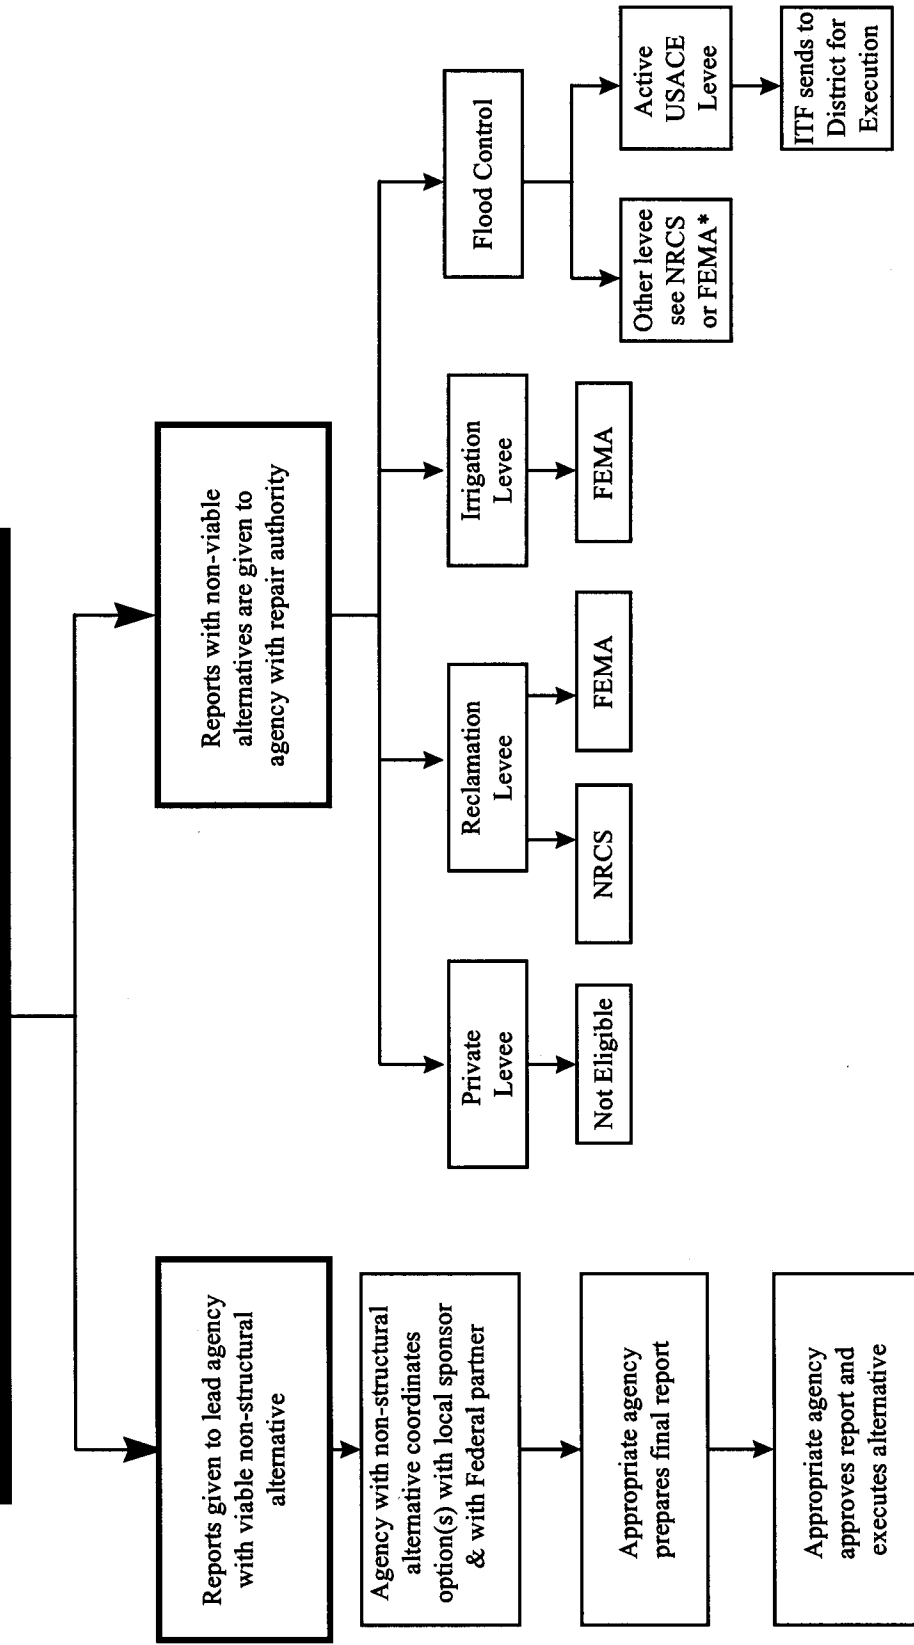 Reports given to lead agency
with viable non-structural
alternative
Agency with non-structural
alternative coordinates
option(s) with local sponsor
& with Federal partner
Appropriate agency
prepares final report
Appropriate agency
approves report and
executes alternative
Reports with non-viable
alternatives are given to
agency with repair authority
Private
Levee
Not Eligible
Reclamation
Levee
NRCS
FEMA
Irrigation
Levee
FEMA
Flood Control
Other levee
see NRCS
or FEMA*
Active
USACE
Levee
ITF sends to
District for
Execution